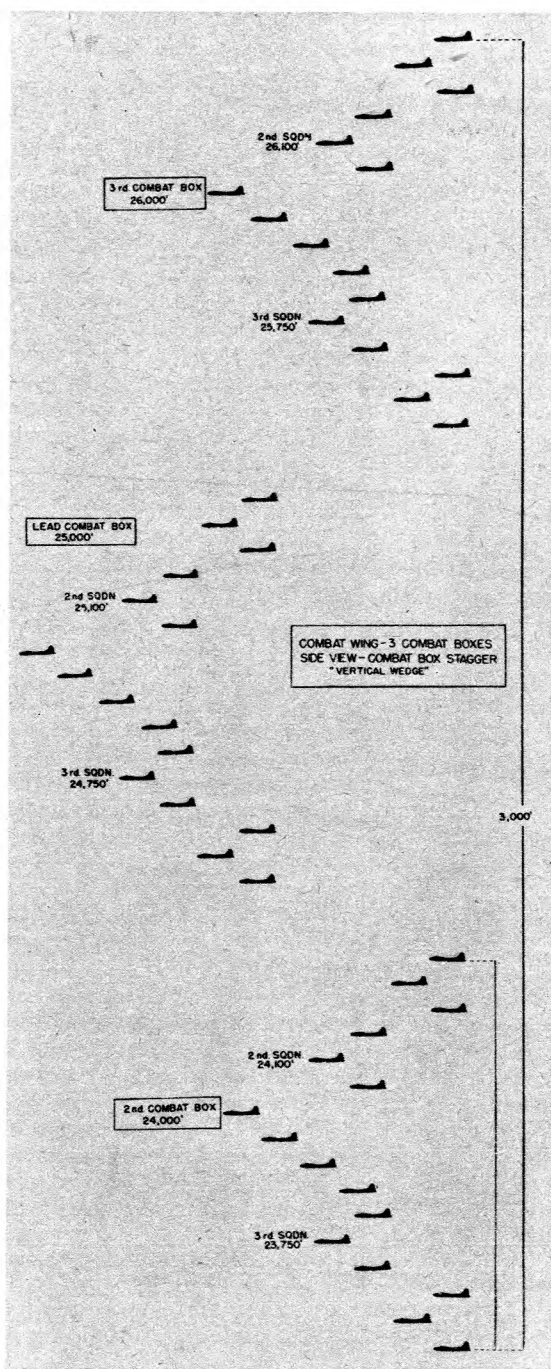 2nd SQDN
26,100'
3rd COMBAT BOX
26,000'
3rd SQDN.
25,750'
LEAD COMBAT BOX
25,000'
2nd SQDN
25,100'
COMBAT WING-3 COMBAT BOXES
SIDE VIEW-COMBAT BOX STAGGER
"VERTICAL WEDGE"
3rd. SQDN.
24,750'
3,000'
2nd. SQDN.
24,100'
2nd COMBAT BOX
24,000'
3rd SQDN.
23,750'